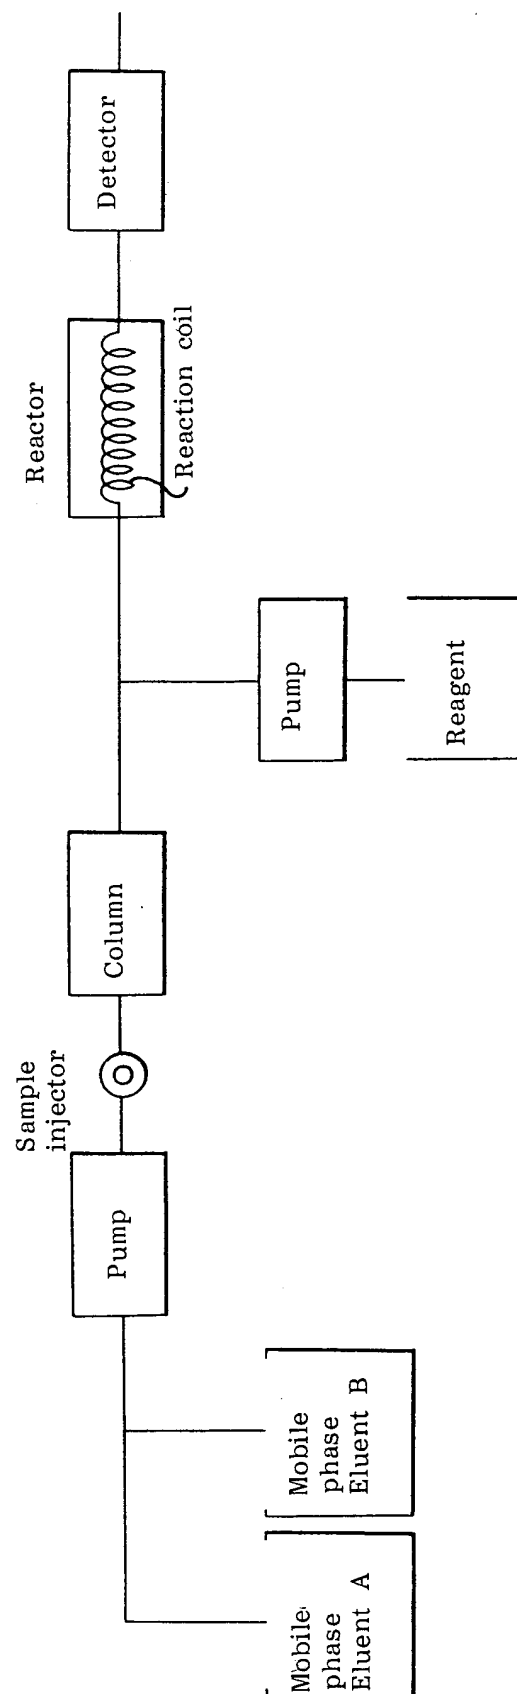 Mobile
phase
Eluent A
Mobile
phase
Eluent B
Pump
Sample
injector
Column
Pump
Reagent
Reactor
Reaction coil
Detector